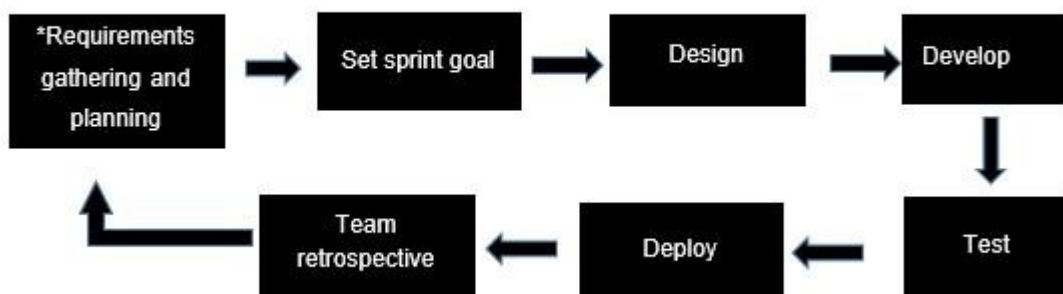 *Requirements
gathering and
planning
Set sprint goal
Design
Develop
Test
Deploy
Team
retrospective